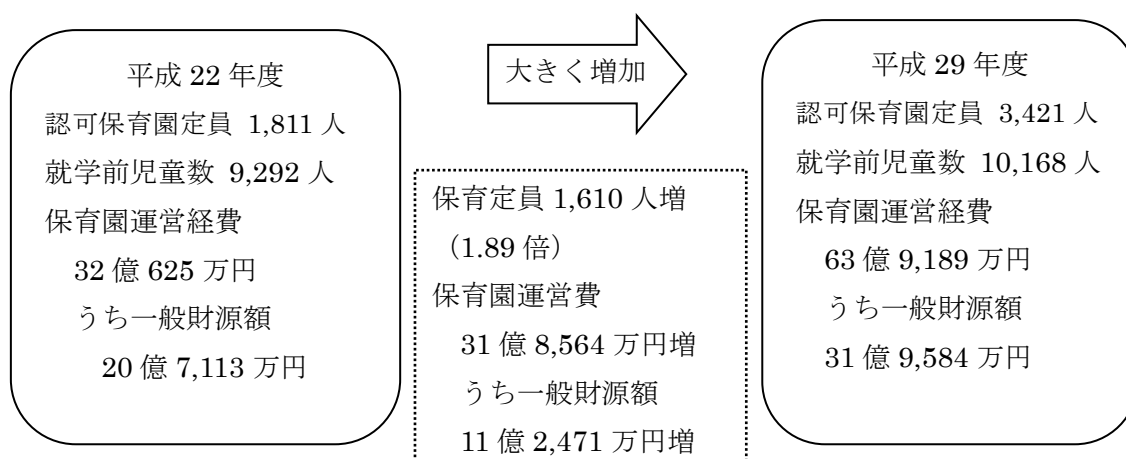 平成 22 年度
認可保育園定員 1,811 人
就学前児童数 9,292 人
保育園運営経費
32 億 625 万円
うち一般財源額
20 億 7,113 万円
大きく増加
保育定員 1,610 人増
（1.89 倍）
保育園運営費
31 億 8,564 万円増
うち一般財源額
11 億 2,471 万円増
平成 29 年度
認可保育園定員 3,421 人
就学前児童数 10,168 人
保育園運営経費
63 億 9,189 万円
うち一般財源額
31 億 9,584 万円